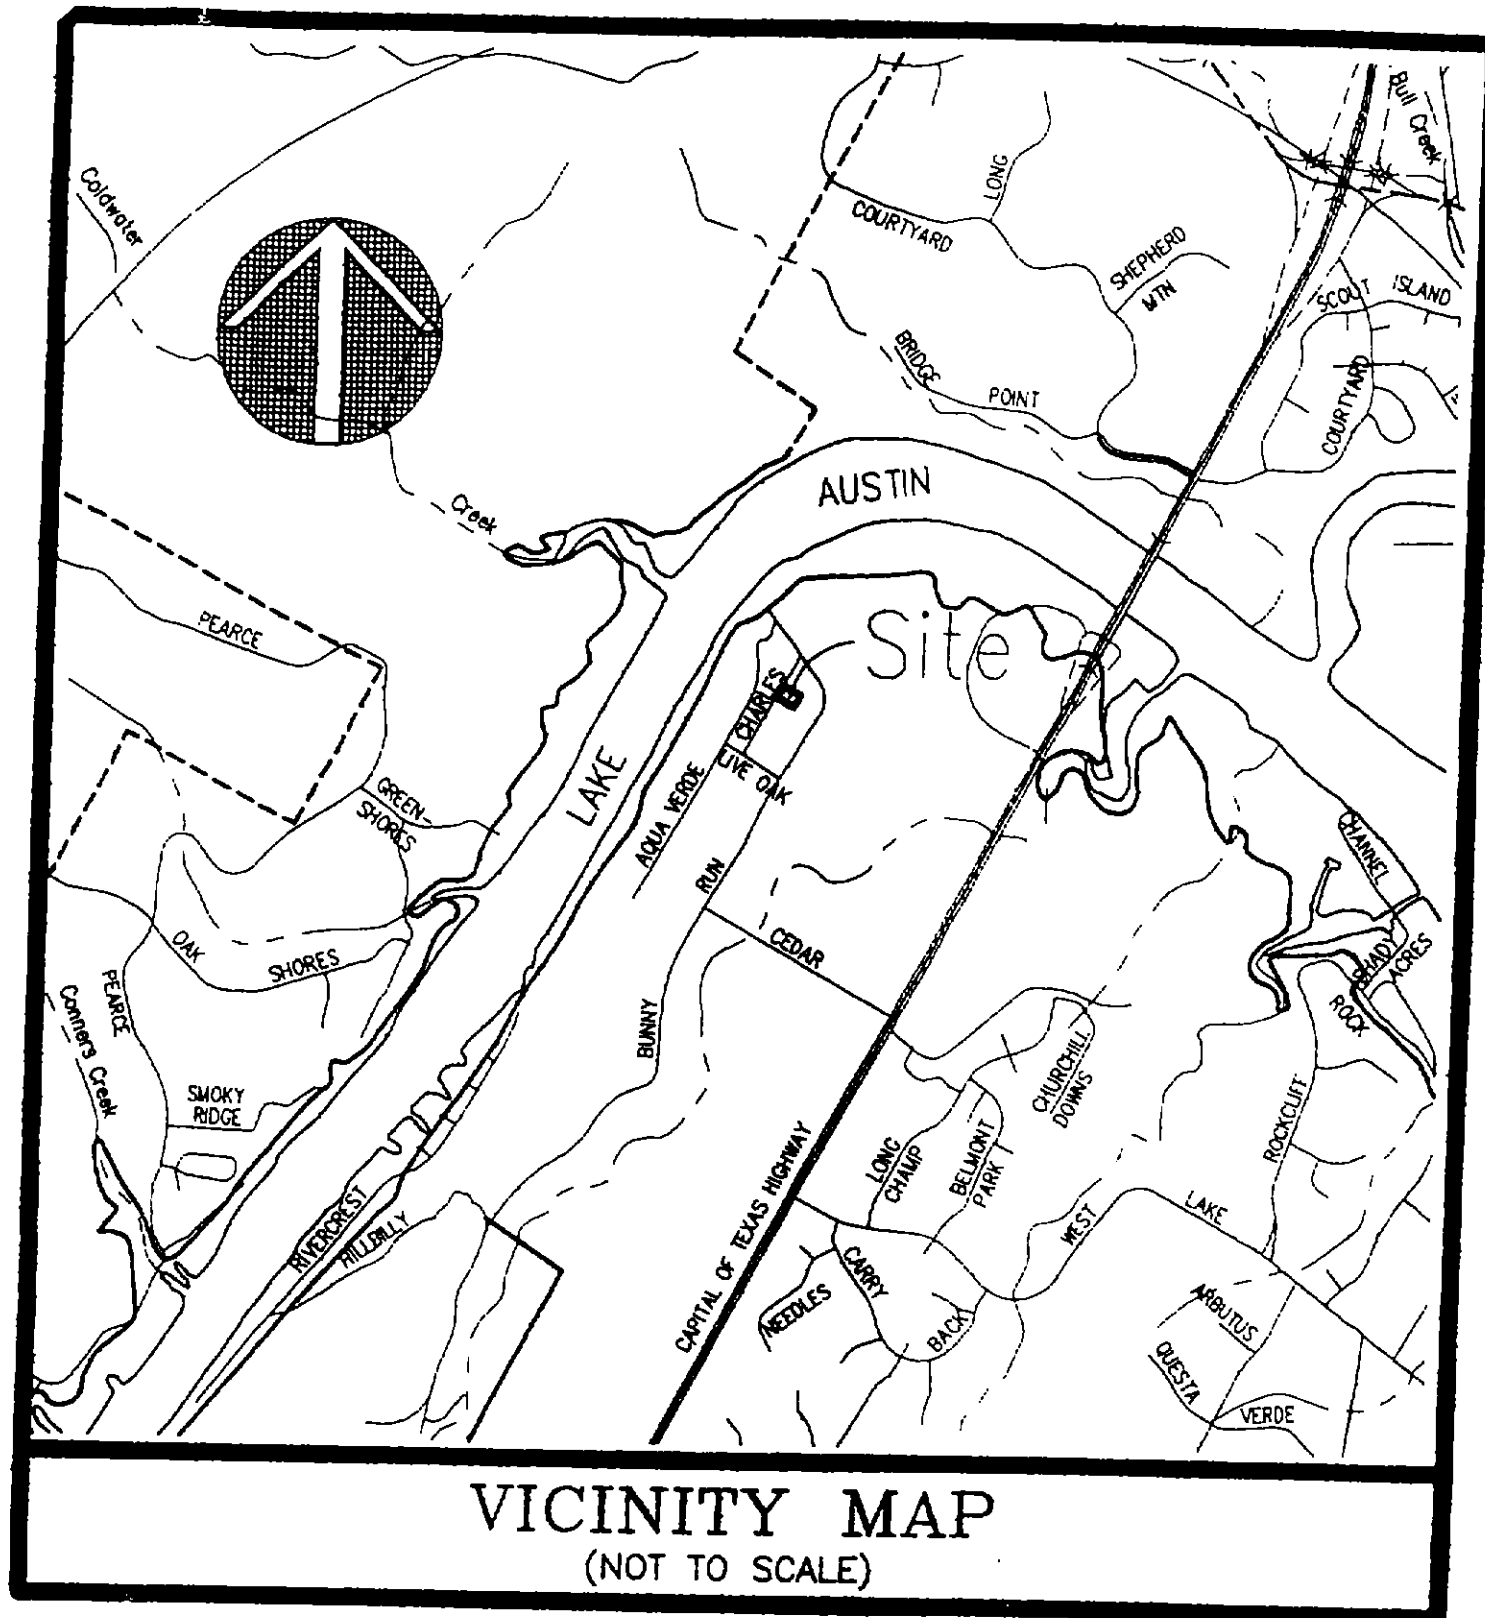 Bull Creek
Coldwater
LONG
COURTYARD
SHEPHERD
MTN
SCOUT ISLAND
BRIDGE
POINT
COURTYARD
AUSTIN
Creek
PEARCE
Site
CHARLES
LIVE OAK
AQUA VERDE
LAKE
GREEN-
SHORES
CHANNEL
RUN
CEDAR
OAK
SHORES
SHADY
ACRES
ROCK
PEARCE
Conners Creek
BUNNY
SMOKY
RIDGE
CHURCHILL
DOWNS
ROCKCLIFF
LONG
CHAMP
BELMONT
PARK
CAPITAL OF TEXAS HIGHWAY
RIVERCREST
HILLBILLY
WEST
LAKE
CARRY
BACK
NEEDLES
ARBUTUS
QUESTA
VERDE
VICINITY MAP
(NOT TO SCALE)